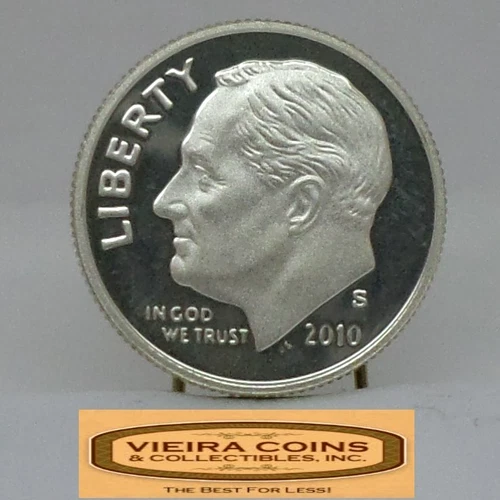 LIBERTY
IN GOD
WE TRUST
S
2010
VIEIRA COINS
& COLLECTIBLES, INC.
THE BEST FOR LESS!